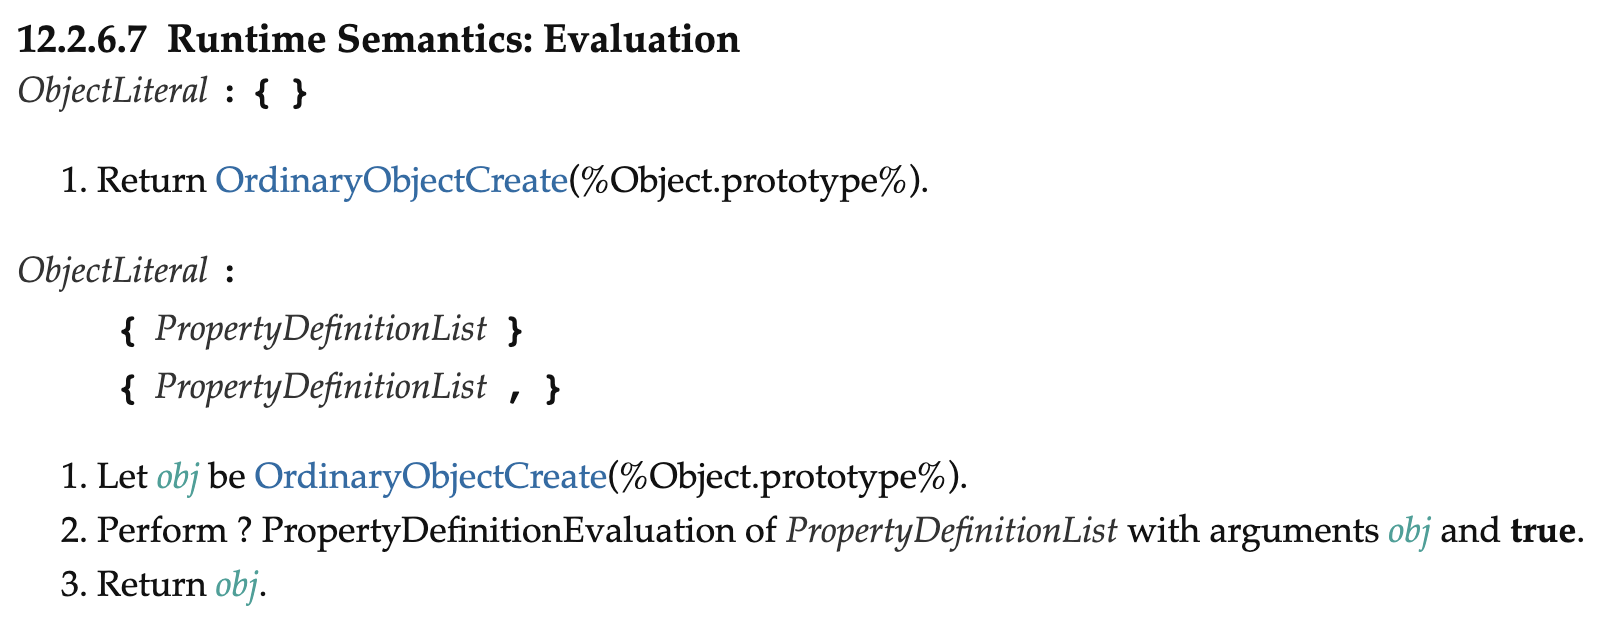 12.2.6.7 Runtime Semantics: Evaluation
ObjectLiteral : { }
1. Return OrdinaryObjectCreate(%Object.prototype%).
ObjectLiteral :
{ PropertyDefinitionList }
{ PropertyDefinitionList , }
1. Let obj be OrdinaryObjectCreate(%Object.prototype%).
2. Perform ? PropertyDefinitionEvaluation of PropertyDefinitionList with arguments obj and true.
3. Return obj.